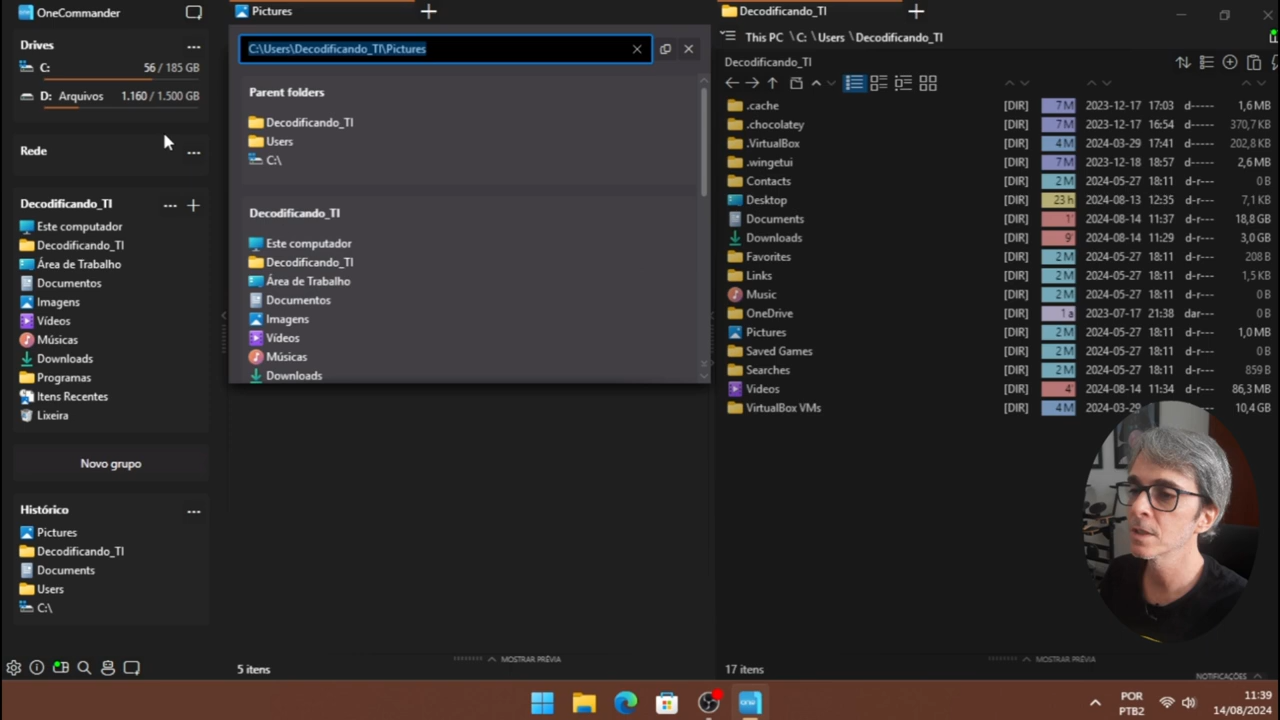 OneCommander
Drives
C: 56 / 185 GB
D: Arquivos 1.160 / 1.500 GB
Rede
Decodificando_TI
Este computador
Decodificando_TI
Área de Trabalho
Documentos
Imagens
Vídeos
Músicas
Downloads
Programas
Itens Recentes
Lixeira
Novo grupo
Histórico
Pictures
Decodificando_TI
Documents
Users
C:\
Pictures
C:\Users\Decodificando_TI\Pictures
Parent folders
Decodificando_TI
Users
C:\
Decodificando_TI
Este computador
Decodificando_TI
Área de Trabalho
Documentos
Imagens
Vídeos
Músicas
Downloads
5 itens
MOSTRAR PRÉVIA
Decodificando_TI
This PC \ C: \ Users \ Decodificando_TI
Decodificando_TI
.cache [DIR] 7 M 2023-12-17 17:03 d----- 1,6 MB
.chocolatey [DIR] 7 M 2023-12-17 16:54 d----- 370,7 KB
.VirtualBox [DIR] 4 M 2024-03-29 17:41 d----- 202,8 KB
.wingetui [DIR] 7 M 2023-12-18 18:57 d----- 2,6 MB
Contacts [DIR] 2 M 2024-05-27 18:11 d-r--- 0 B
Desktop [DIR] 23 h 2024-08-13 12:35 d-r--- 7,1 KB
Documents [DIR] 1' 2024-08-14 11:37 d-r--- 18,8 GB
Downloads [DIR] 9' 2024-08-14 11:29 d-r--- 3,0 GB
Favorites [DIR] 2 M 2024-05-27 18:11 d-r--- 208 B
Links [DIR] 2 M 2024-05-27 18:11 d-r--- 1,5 KB
Music [DIR] 2 M 2024-05-27 18:11 d-r--- 0 B
OneDrive [DIR] 1 a 2023-07-17 21:38 dar--- 0 B
Pictures [DIR] 2 M 2024-05-27 18:11 d-r--- 1,0 MB
Saved Games [DIR] 2 M 2024-05-27 18:11 d-r--- 0 B
Searches [DIR] 2 M 2024-05-27 18:11 d-r--- 859 B
Videos [DIR] 4' 2024-08-14 11:34 d-r--- 86,3 MB
VirtualBox VMs [DIR] 4 M 2024-03-29 10,4 GB
17 itens
MOSTRAR PRÉVIA
NOTIFICAÇÕES
POR
PTB2
11:39
14/08/2024